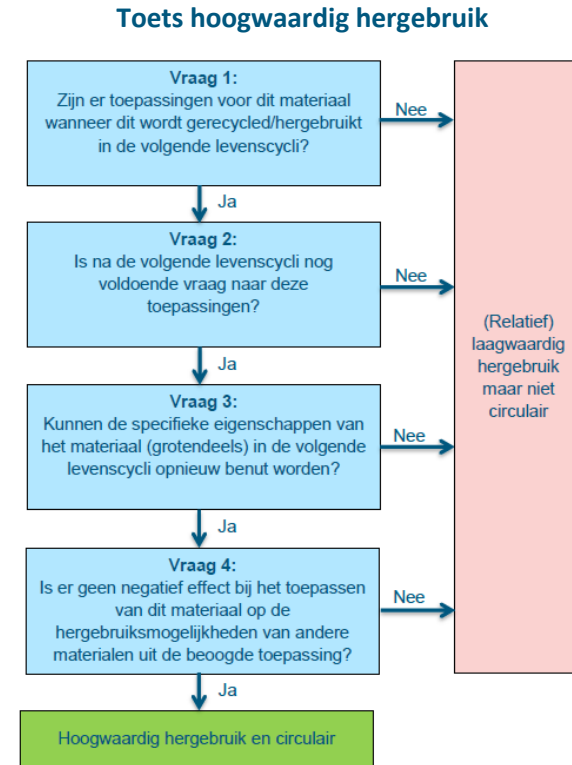 Toets hoogwaardig hergebruik
Vraag 1:
Zijn er toepassingen voor dit materiaal
wanneer dit wordt gerecycled/hergebruikt
in de volgende levenscycli?
Nee
Ja
Vraag 2:
Is na de volgende levenscycli nog
voldoende vraag naar deze
toepassingen?
Nee
Ja
Vraag 3:
Kunnen de specifieke eigenschappen van
het materiaal (grotendeels) in de volgende
levenscycli opnieuw benut worden?
Nee
Ja
Vraag 4:
Is er geen negatief effect bij het toepassen
van dit materiaal op de
hergebruiksmogelijkheden van andere
materialen uit de beoogde toepassing?
Nee
Ja
(Relatief)
laagwaardig
hergebruik
maar niet
circulair
Hoogwaardig hergebruik en circulair